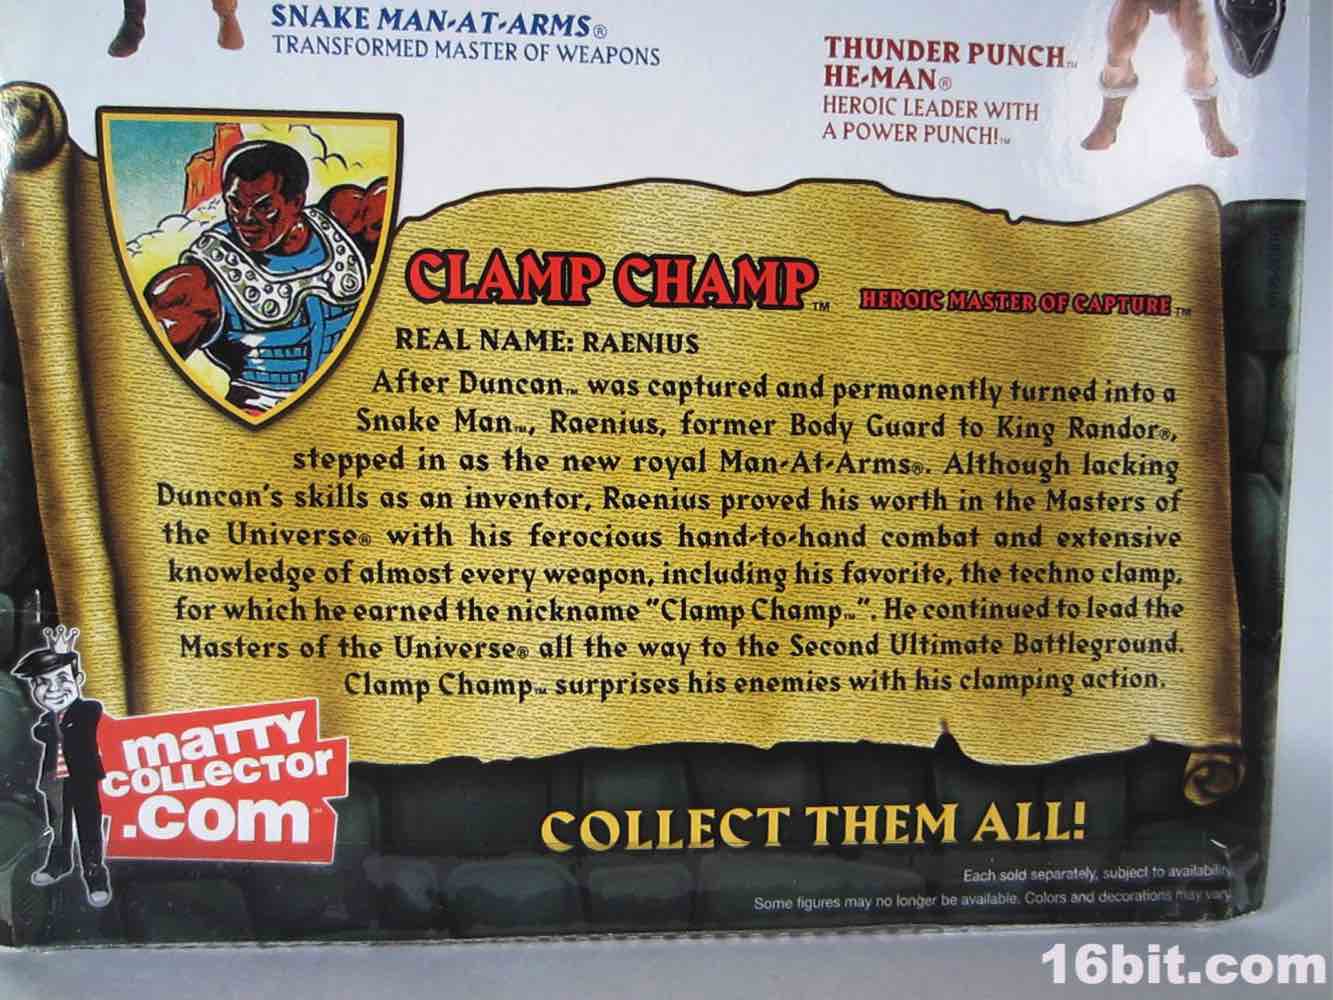 SNAKE MAN-AT-ARMS®
TRANSFORMED MASTER OF WEAPONS
THUNDER PUNCH™
HE-MAN®
HEROIC LEADER WITH
A POWER PUNCH!™
CLAMP CHAMP™ HEROIC MASTER OF CAPTURE™
REAL NAME: RAENIUS
After Duncan™ was captured and permanently turned into a
Snake Man™, Raenius, former Body Guard to King Randor®,
stepped in as the new royal Man-At-Arms®. Although lacking
Duncan's skills as an inventor, Raenius proved his worth in the Masters of
the Universe® with his ferocious hand-to-hand combat and extensive
knowledge of almost every weapon, including his favorite, the techno clamp,
for which he earned the nickname "Clamp Champ™". He continued to lead the
Masters of the Universe® all the way to the Second Ultimate Battleground.
Clamp Champ™ surprises his enemies with his clamping action.
maTTY
COLLecTor
.com™
COLLECT THEM ALL!
Each sold separately, subject to availability.
Some figures may no longer be available. Colors and decorations may vary.
16bit.com